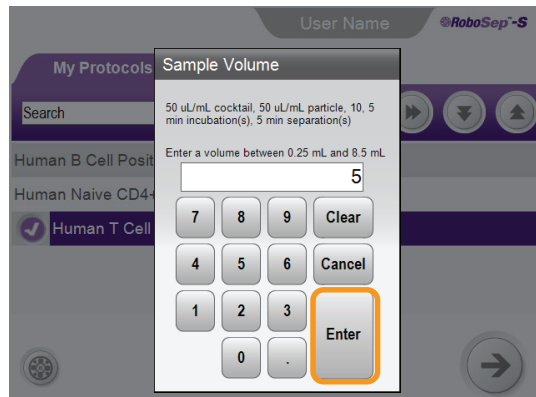 User Name
RoboSep®-S
My Protocols
Sample Volume
Search
50 uL/mL cocktail, 50 uL/mL particle, 10, 5
min incubation(s), 5 min separation(s)
Enter a volume between 0.25 mL and 8.5 mL
5
Human B Cell Posit
Human Naive CD4+
Human T Cell
7 8 9 Clear
4 5 6 Cancel
1 2 3
Enter
0 .